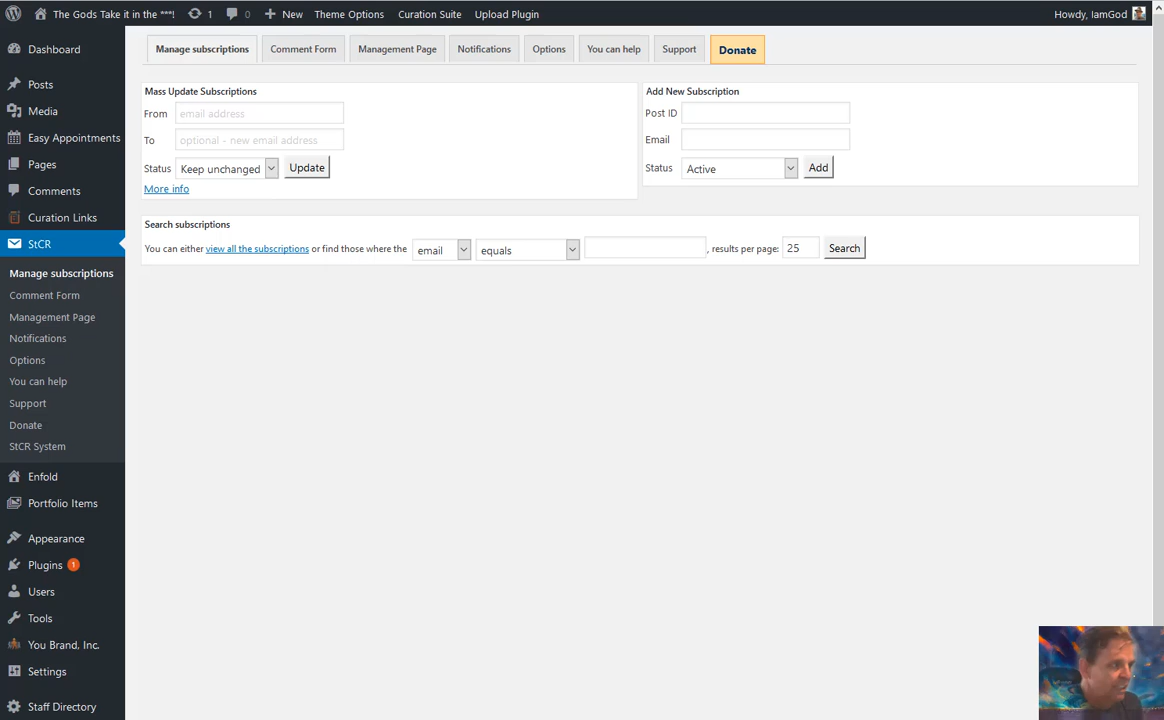 The Gods Take it in the ***! 1 0 New Theme Options Curation Suite Upload Plugin Howdy, IamGod
Dashboard
Posts
Media
Easy Appointments
Pages
Comments
Curation Links
StCR
Manage subscriptions
Comment Form
Management Page
Notifications
Options
You can help
Support
Donate
StCR System
Enfold
Portfolio Items
Appearance
Plugins 1
Users
Tools
You Brand, Inc.
Settings
Staff Directory
Manage subscriptions Comment Form Management Page Notifications Options You can help Support Donate
Mass Update Subscriptions
From email address
To optional - new email address
Status Keep unchanged Update
More info
Add New Subscription
Post ID
Email
Status Active Add
Search subscriptions
You can either view all the subscriptions or find those where the email equals , results per page: 25 Search